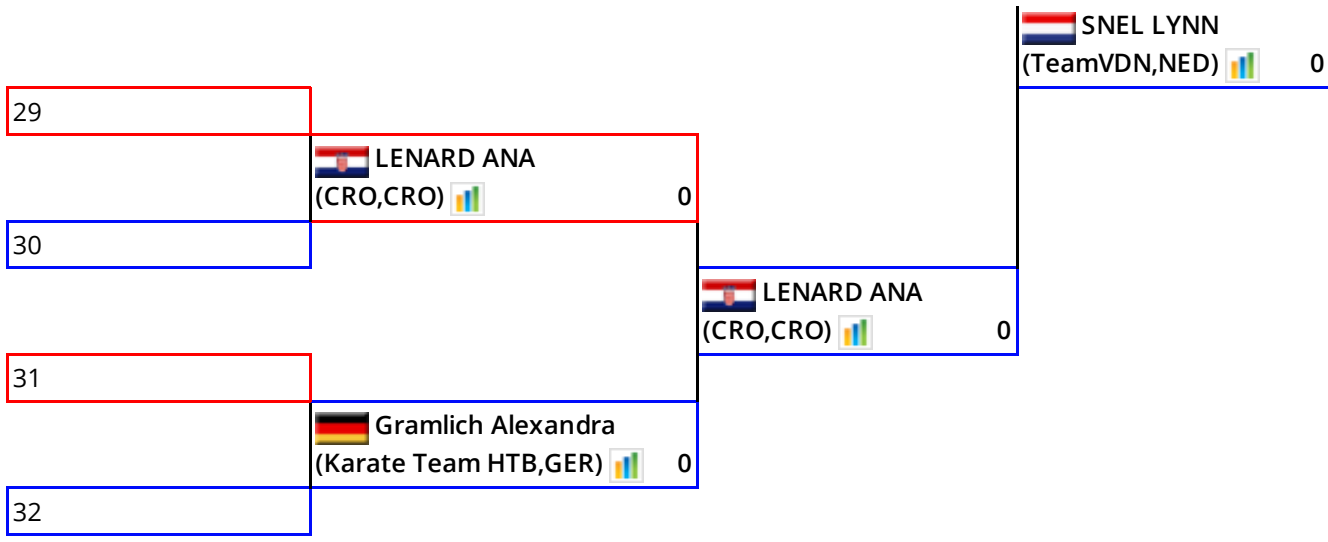 SNEL LYNN
(TeamVDN,NED) 0
29
LENARD ANA
(CRO,CRO) 0
30
LENARD ANA
(CRO,CRO) 0
31
Gramlich Alexandra
(Karate Team HTB,GER) 0
32